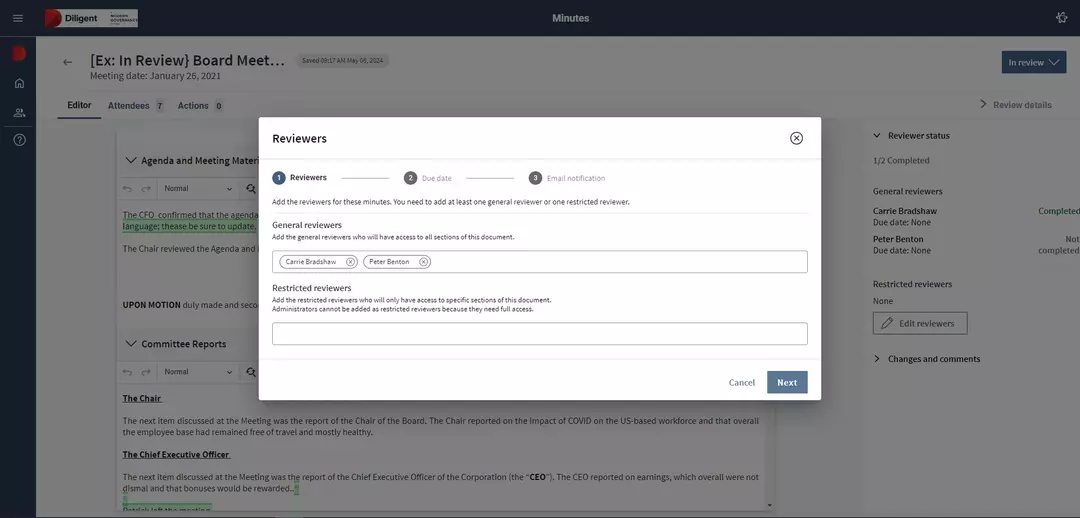 Diligent
MODERN
GOVERNANCE
Minutes
[Ex: In Review} Board Meet...
Saved 09:17 AM May 09, 2024
Meeting date: January 26, 2021
In review
Editor
Attendees 7
Actions 0
Review details
Reviewers
1 Reviewers
2 Due date
3 Email notification
Add the reviewers for these minutes. You need to add at least one general reviewer or one restricted reviewer.
General reviewers
Add the general reviewers who will have access to all sections of this document.
Carrie Bradshaw
Peter Benton
Restricted reviewers
Add the restricted reviewers who will only have access to specific sections of this document.
Administrators cannot be added as restricted reviewers because they need full access.
Cancel
Next
Agenda and Meeting Mater
Normal
The CFO confirmed that the agenda
language; please be sure to update.
The Chair reviewed the Agenda and
UPON MOTION duly made and seco
Committee Reports
Normal
The Chair
The next item discussed at the Meeting was the report of the Chair of the Board. The Chair reported on the impact of COVID on the US-based workforce and that overall
the employee base had remained free of travel and mostly healthy.
The Chief Executive Officer
The next item discussed at the Meeting was the report of the Chief Executive Officer of the Corporation (the “CEO”). The CEO reported on earnings, which overall were not
dismal and that bonuses would be rewarded..
Patrick left the meeting
Reviewer status
1/2 Completed
General reviewers
Carrie Bradshaw
Completed
Due date: None
Peter Benton
Not
Due date: None
completed
Restricted reviewers
None
Edit reviewers
Changes and comments